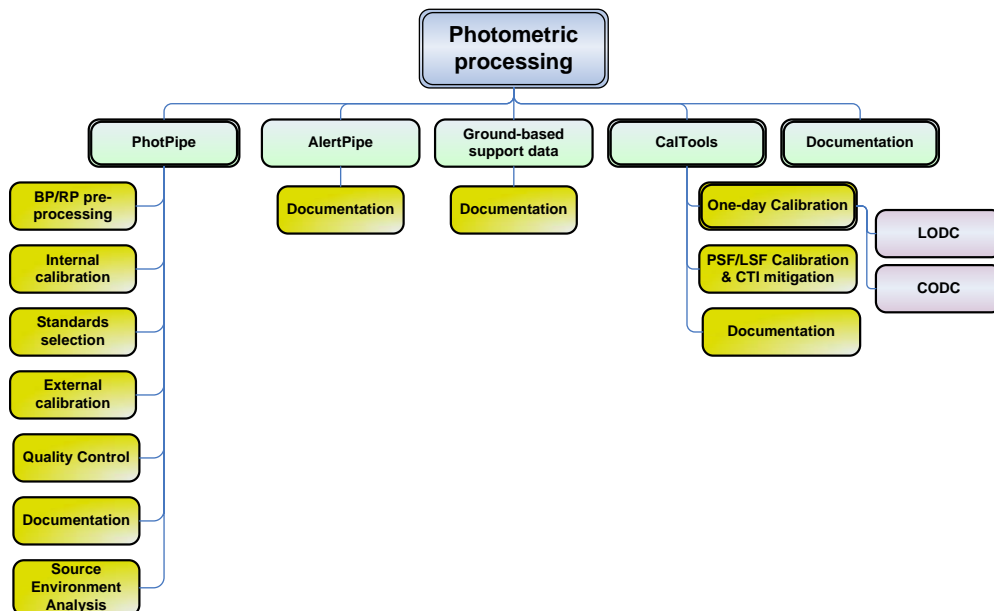 Photometric
processing
PhotPipe
AlertPipe
Ground-based
support data
CalTools
Documentation
BP/RP pre-
processing
Internal
calibration
Standards
selection
External
calibration
Quality Control
Documentation
Source
Environment
Analysis
Documentation
Documentation
One-day Calibration
PSF/LSF Calibration
& CTI mitigation
Documentation
LODC
CODC